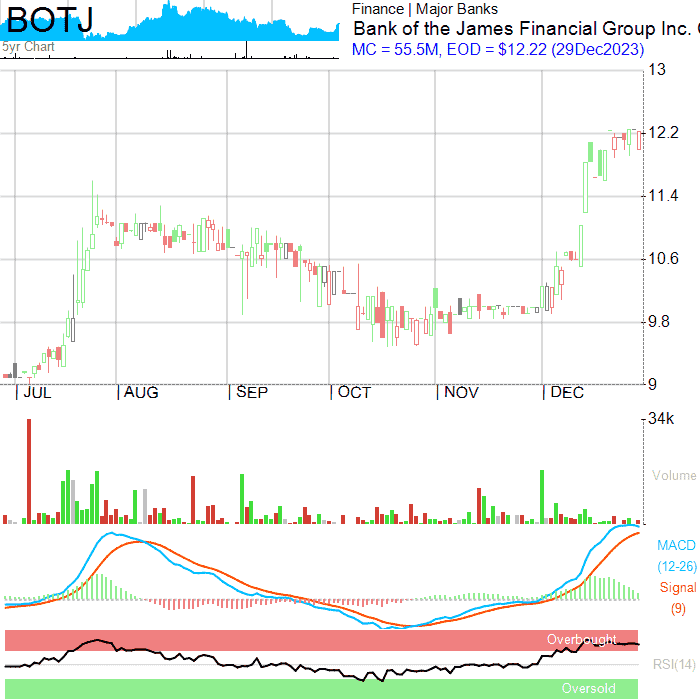 BOTJ
5yr Chart
Finance | Major Banks
Bank of the James Financial Group Inc.
MC = 55.5M, EOD = $12.22 (29Dec2023)
13
12.2
11.4
10.6
9.8
9
JUL AUG SEP OCT NOV DEC
34k
Volume
MACD
(12-26)
Signal
(9)
Overbought
RSI(14)
Oversold